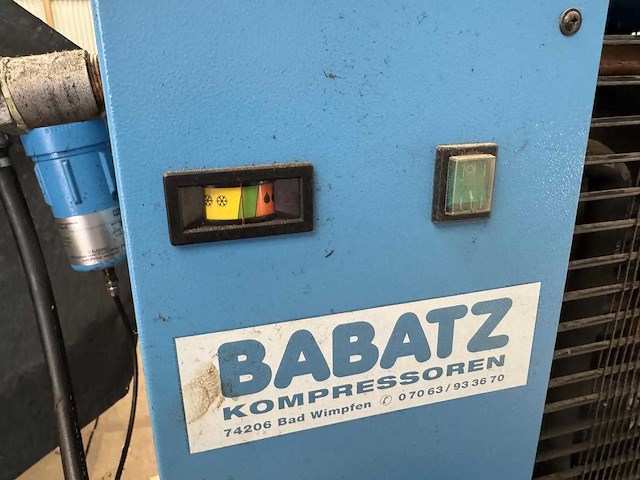 BABATZ
KOMPRESSOREN
74206 Bad Wimpfen ✆ 0 70 63 / 93 36 70